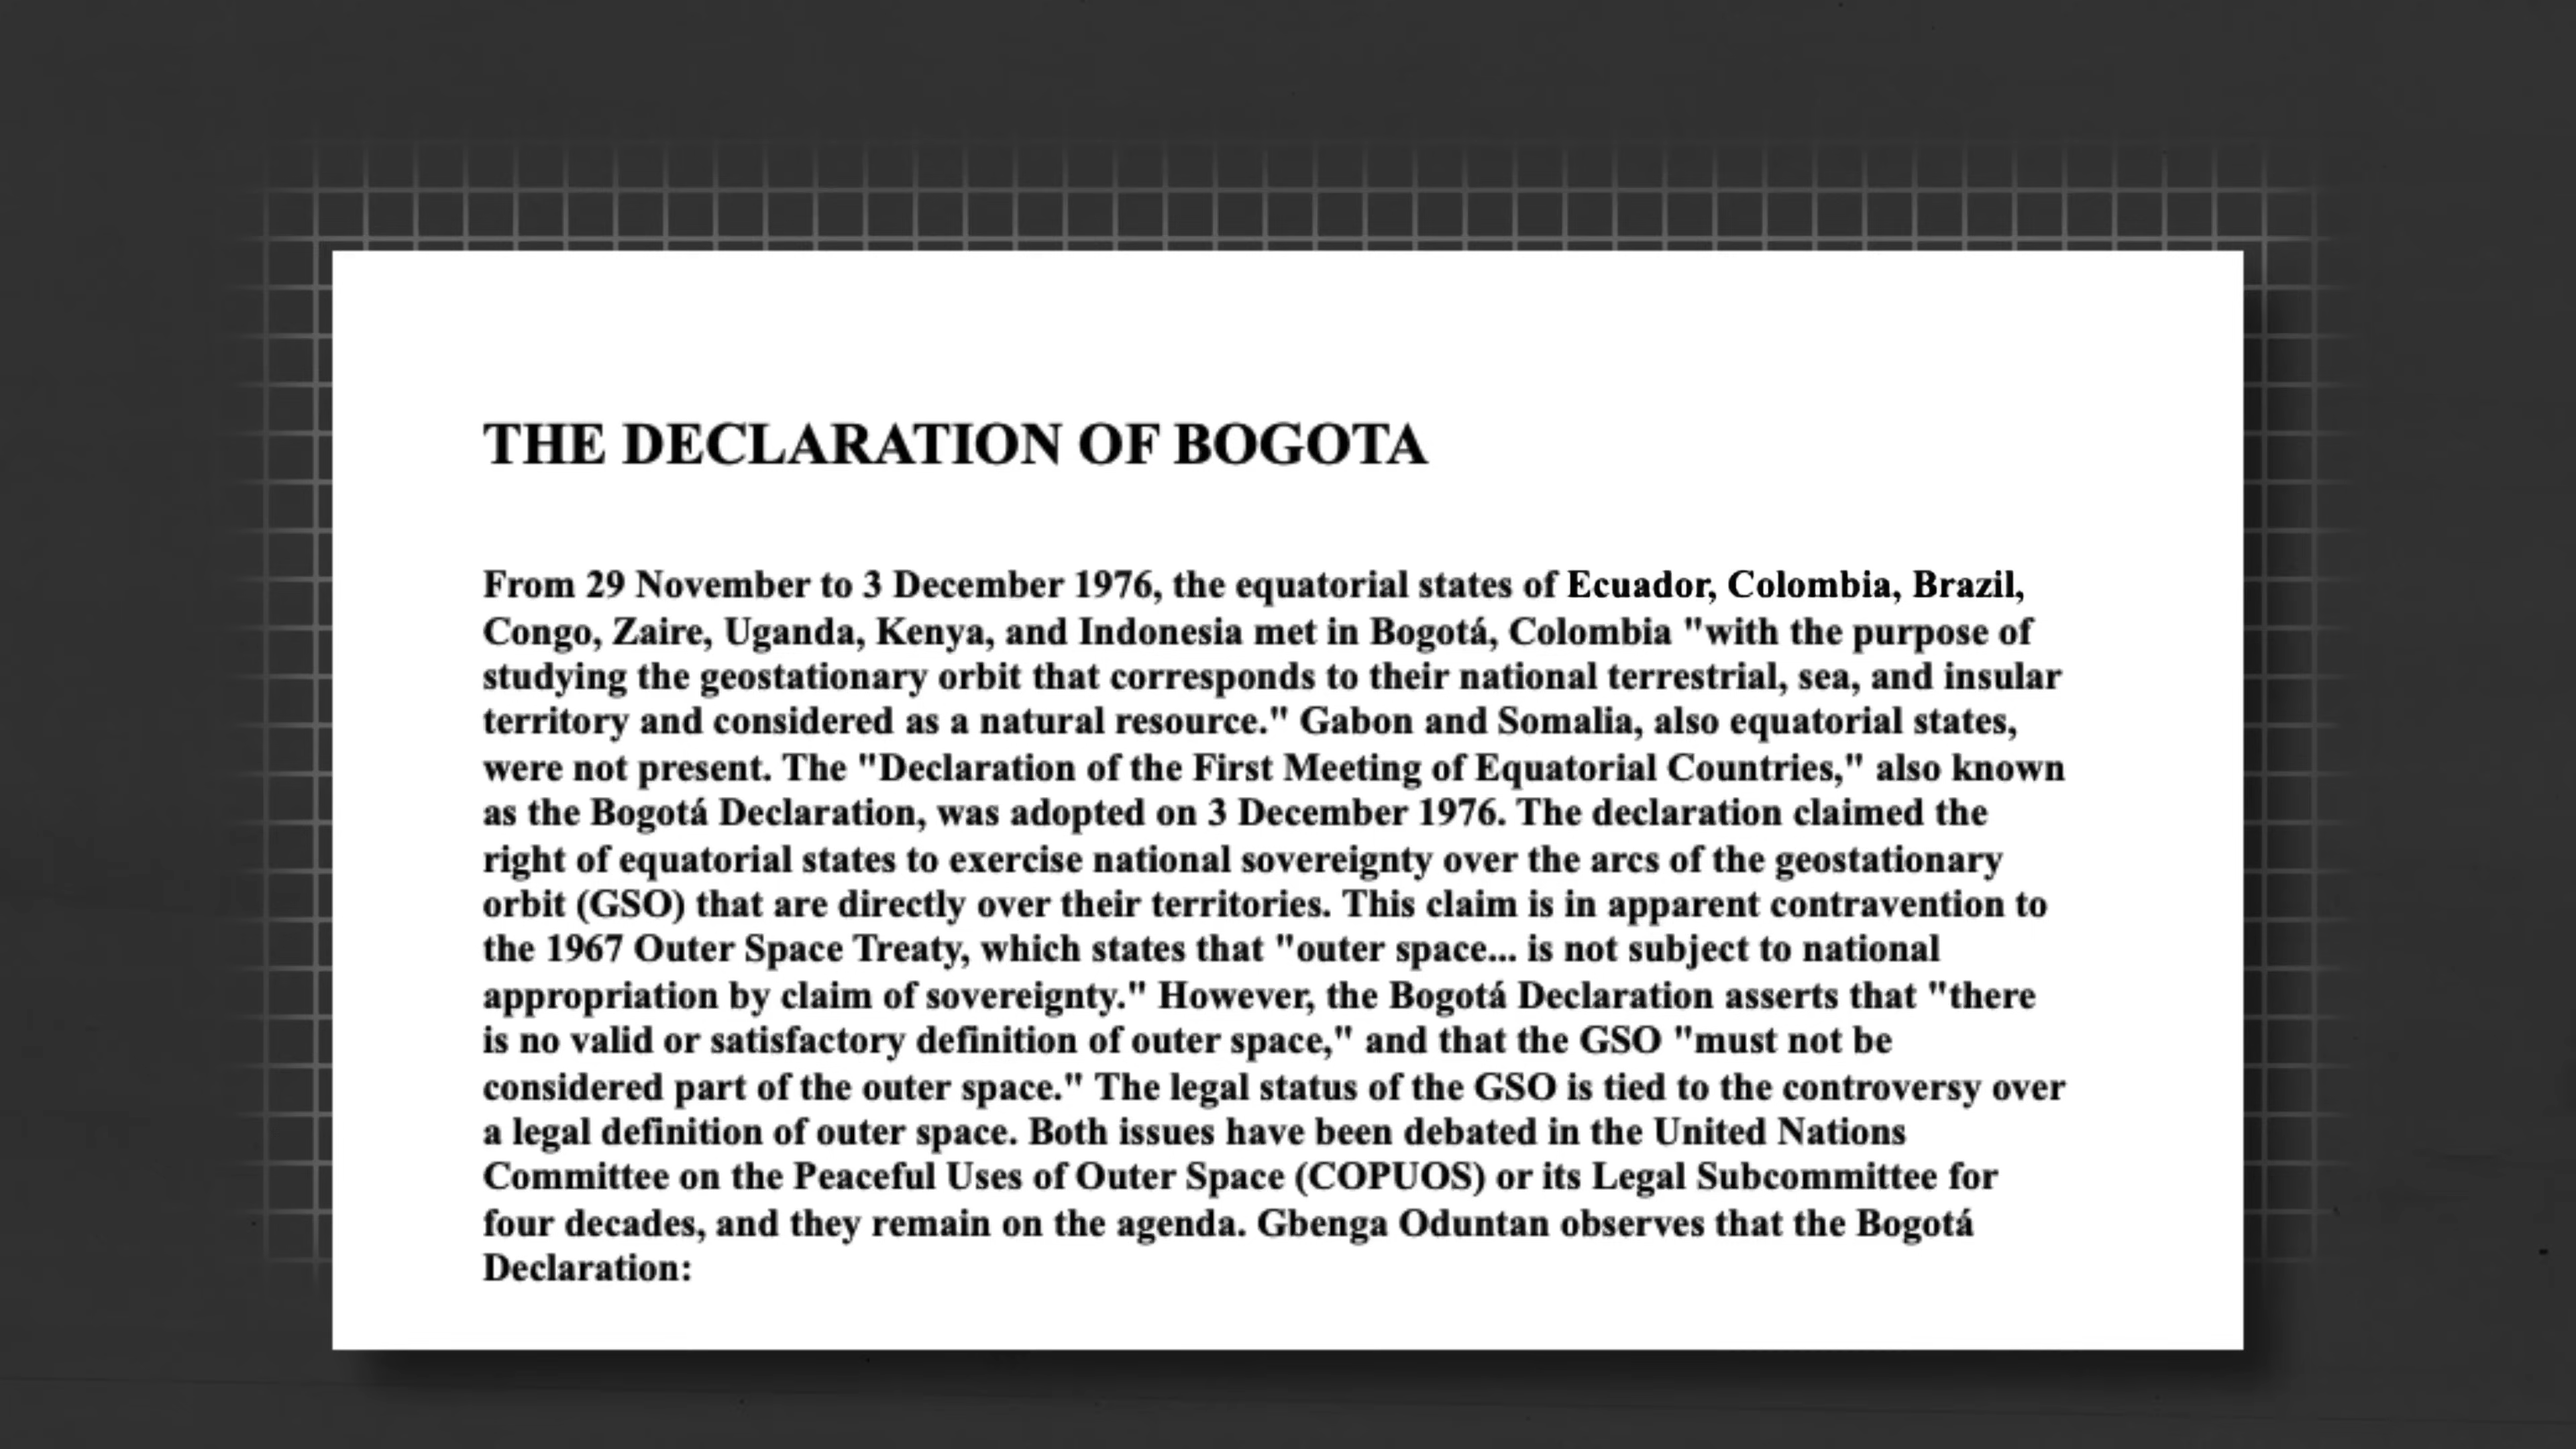 THE DECLARATION OF BOGOTA
From 29 November to 3 December 1976, the equatorial states of Ecuador, Colombia, Brazil,
Congo, Zaire, Uganda, Kenya, and Indonesia met in Bogotá, Colombia "with the purpose of
studying the geostationary orbit that corresponds to their national terrestrial, sea, and insular
territory and considered as a natural resource." Gabon and Somalia, also equatorial states,
were not present. The "Declaration of the First Meeting of Equatorial Countries," also known
as the Bogotá Declaration, was adopted on 3 December 1976. The declaration claimed the
right of equatorial states to exercise national sovereignty over the arcs of the geostationary
orbit (GSO) that are directly over their territories. This claim is in apparent contravention to
the 1967 Outer Space Treaty, which states that "outer space... is not subject to national
appropriation by claim of sovereignty." However, the Bogotá Declaration asserts that "there
is no valid or satisfactory definition of outer space," and that the GSO "must not be
considered part of the outer space." The legal status of the GSO is tied to the controversy over
a legal definition of outer space. Both issues have been debated in the United Nations
Committee on the Peaceful Uses of Outer Space (COPUOS) or its Legal Subcommittee for
four decades, and they remain on the agenda. Gbenga Oduntan observes that the Bogotá
Declaration: